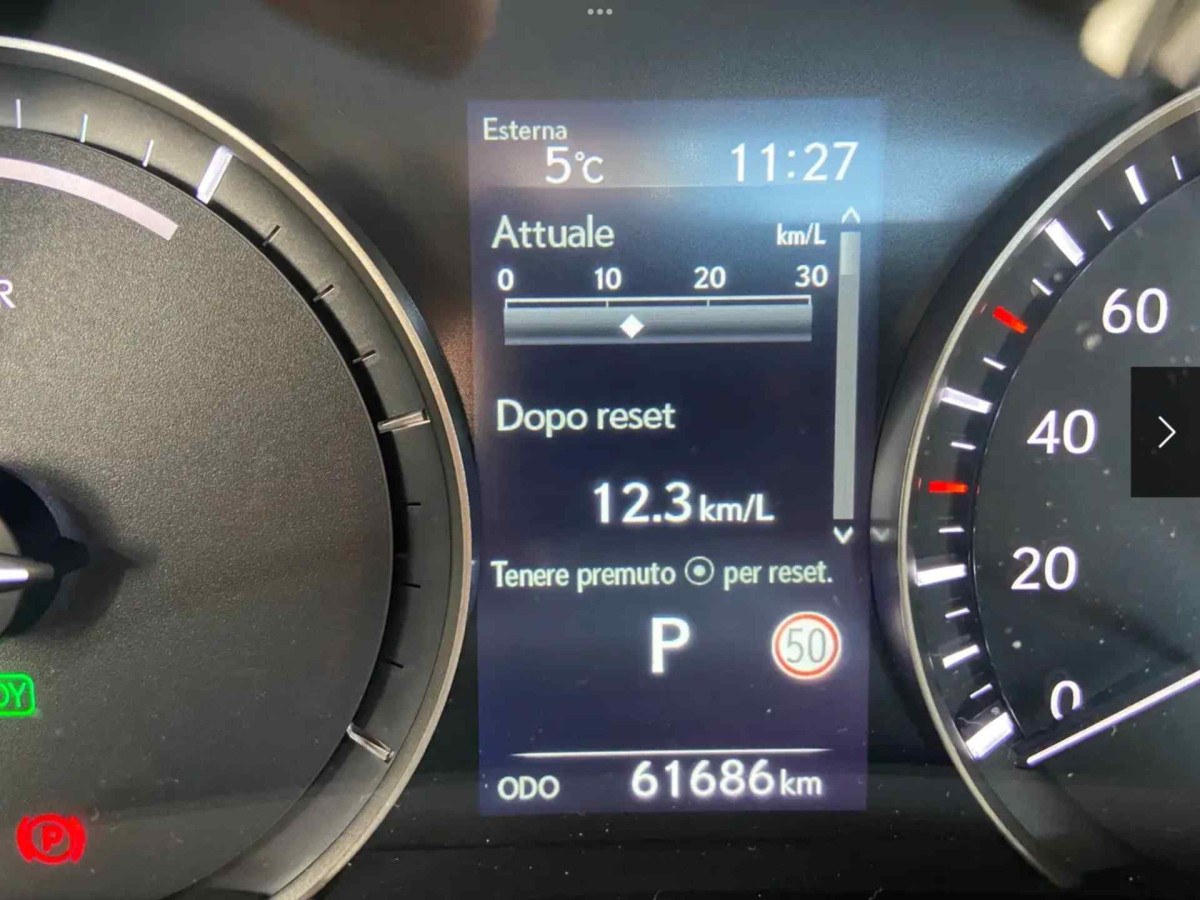 Esterna
5°C 11:27
Attuale km/L
0 10 20 30
Dopo reset
12.3 km/L
Tenere premuto per reset.
P 50
ODO 61686 km
R
DY
P
60
40
20
0